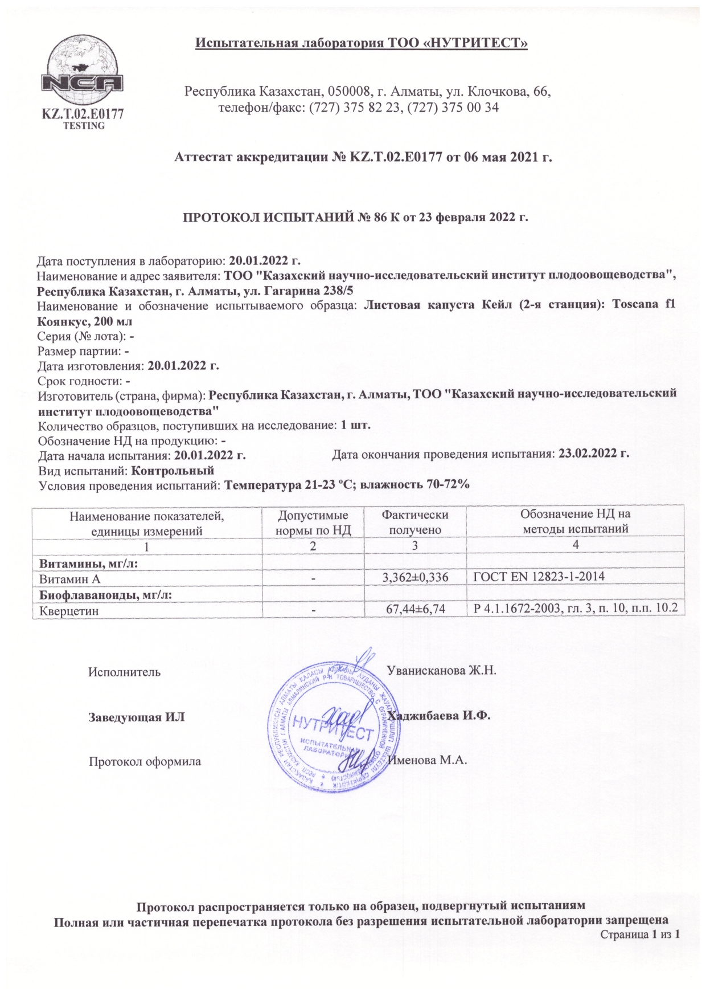 Испытательная лаборатория ТОО «НУТРИТЕСТ»
NCA
KZ.T.02.E0177
TESTING
Республика Казахстан, 050008, г. Алматы, ул. Клочкова, 66,
телефон/факс: (727) 375 82 23, (727) 375 00 34
Аттестат аккредитации № KZ.T.02.E0177 от 06 мая 2021 г.
ПРОТОКОЛ ИСПЫТАНИЙ № 86 К от 23 февраля 2022 г.
Дата поступления в лабораторию: 20.01.2022 г.
Наименование и адрес заявителя: ТОО "Казахский научно-исследовательский институт плодоовощеводства",
Республика Казахстан, г. Алматы, ул. Гагарина 238/5
Наименование и обозначение испытываемого образца: Листовая капуста Кейл (2-я станция): Toscana f1
Коянкус, 200 мл
Серия (№ лота): -
Размер партии: -
Дата изготовления: 20.01.2022 г.
Срок годности: -
Изготовитель (страна, фирма): Республика Казахстан, г. Алматы, ТОО "Казахский научно-исследовательский
институт плодоовощеводства"
Количество образцов, поступивших на исследование: 1 шт.
Обозначение НД на продукцию: -
Дата начала испытания: 20.01.2022 г. Дата окончания проведения испытания: 23.02.2022 г.
Вид испытаний: Контрольный
Условия проведения испытаний: Температура 21-23 ºС; влажность 70-72%
Наименование показателей, Допустимые Фактически Обозначение НД на
единицы измерений нормы по НД получено методы испытаний
1 2 3 4
Витамины, мг/л:
Витамин А - 3,362±0,336 ГОСТ EN 12823-1-2014
Биофлаваноиды, мг/л:
Кверцетин - 67,44±6,74 Р 4.1.1672-2003, гл. 3, п. 10, п.п. 10.2
Исполнитель Уванисканова Ж.Н.
Заведующая ИЛ Хаджибаева И.Ф.
Протокол оформила Именова М.А.
НУТРИТЕСТ
ИСПЫТАТЕЛЬНАЯ
ЛАБОРАТОРИЯ
Протокол распространяется только на образец, подвергнутый испытаниям
Полная или частичная перепечатка протокола без разрешения испытательной лаборатории запрещена
Страница 1 из 1